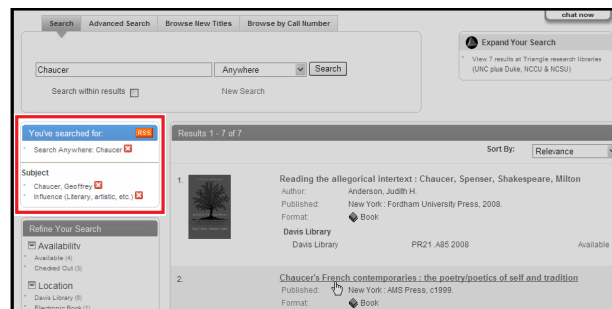 chat now
Search
Advanced Search
Browse New Titles
Browse by Call Number
Expand Your Search
View 7 results at Triangle research libraries
(UNC plus Duke, NCCU & NCSU)
Chaucer
Anywhere
Search
Search within results
New Search
You've searched for:
RSS
Search Anywhere: Chaucer
Subject
Chaucer, Geoffrey
Influence (Literary, artistic, etc.)
Refine Your Search
Availability
Available (4)
Checked Out (3)
Location
Davis Library (6)
Results 1 - 7 of 7
Sort By:
Relevance
1.
Reading the allegorical intertext : Chaucer, Spenser, Shakespeare, Milton
Author: Anderson, Judith H.
Published: New York : Fordham University Press, 2008.
Format: Book
Davis Library
Davis Library PR21 .A85 2008 Available
2.
Chaucer's French contemporaries : the poetry/poetics of self and tradition
Published: New York : AMS Press, c1999.
Format: Book